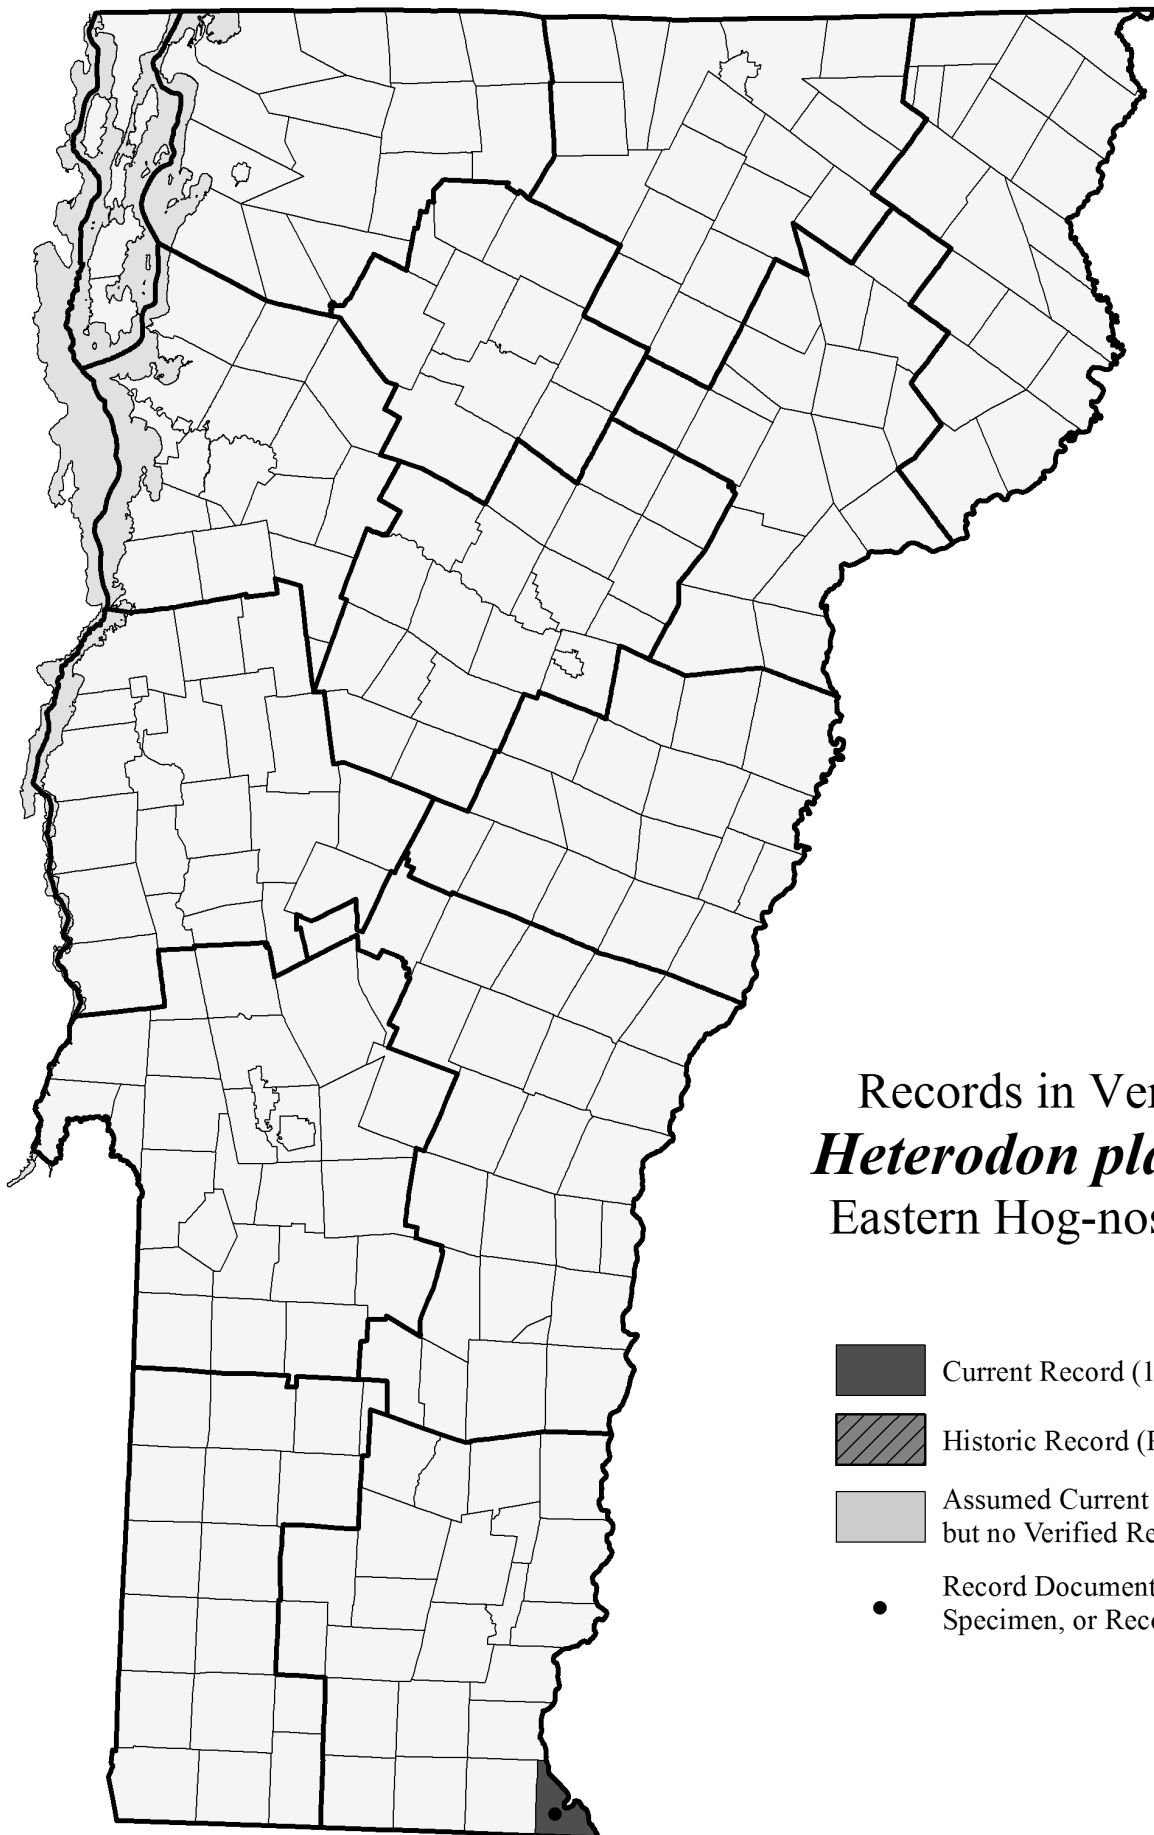 Records in Ver
Heterodon pla
Eastern Hog-nos
Current Record (1
Historic Record (P
Assumed Current
but no Verified Re
Record Document
Specimen, or Reco